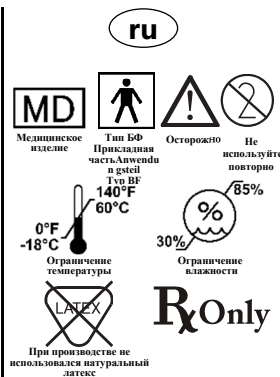 ru
MD
2
Медицинское
изделие
Тип БФ
Прикладная
частьAnwendu
n gsteil
Typ BF
Осторожно
Не
используйте
повторно
140°F
60°C
0°F
-18°C
85%
%
30%
Ограничение
температуры
Ограничение
влажности
LATEX
Rx Only
При производстве не
использовался натуральный
латекс